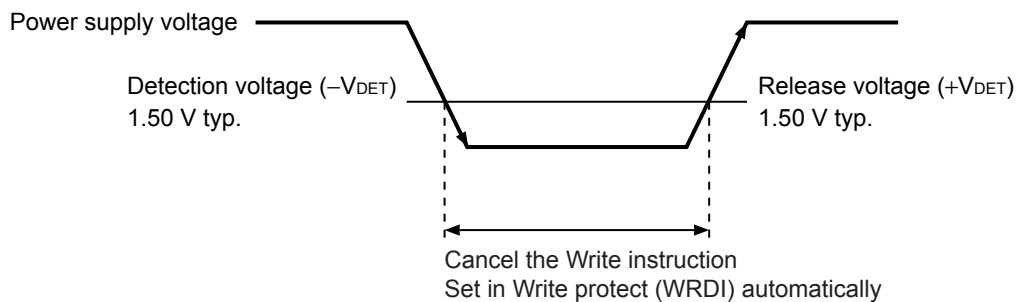 Power supply voltage
Detection voltage (−VDET)
1.50 V typ.
Release voltage (+VDET)
1.50 V typ.
Cancel the Write instruction
Set in Write protect (WRDI) automatically